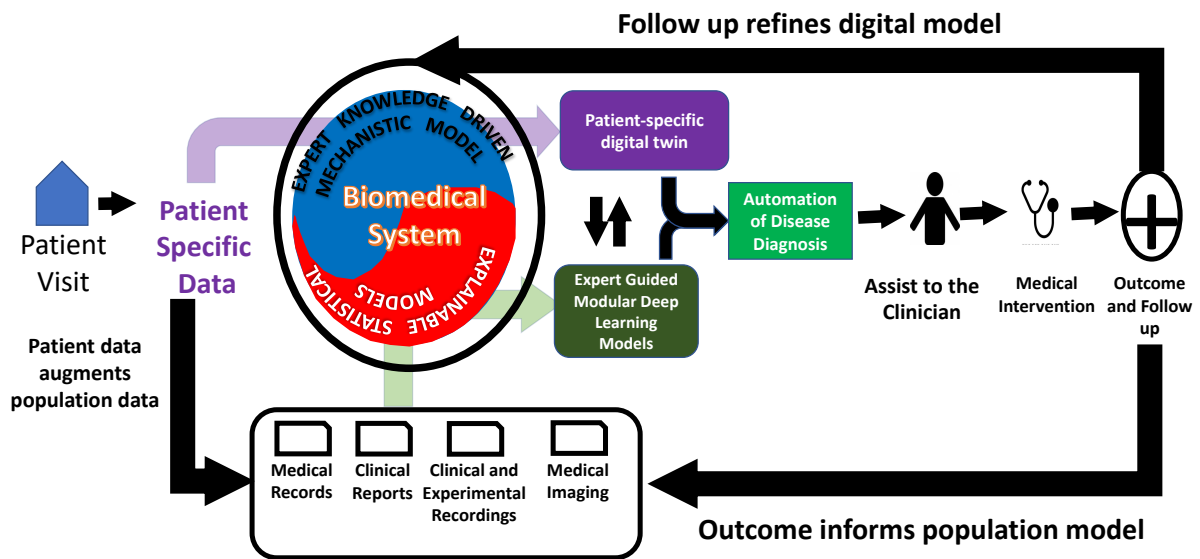 Follow up refines digital model
EXPERT KNOWLEDGE DRIVEN
MECHANISTIC MODEL
Biomedical
System
EXPLAINABLE STATISTICAL
MODELS
Patient
Visit
Patient
Specific
Data
Patient-specific
digital twin
Expert Guided
Modular Deep
Learning
Models
Automation
of Disease
Diagnosis
Assist to the
Clinician
Medical
Intervention
Outcome
and Follow
up
Patient data
augments
population data
Medical
Records
Clinical
Reports
Clinical and
Experimental
Recordings
Medical
Imaging
Outcome informs population model